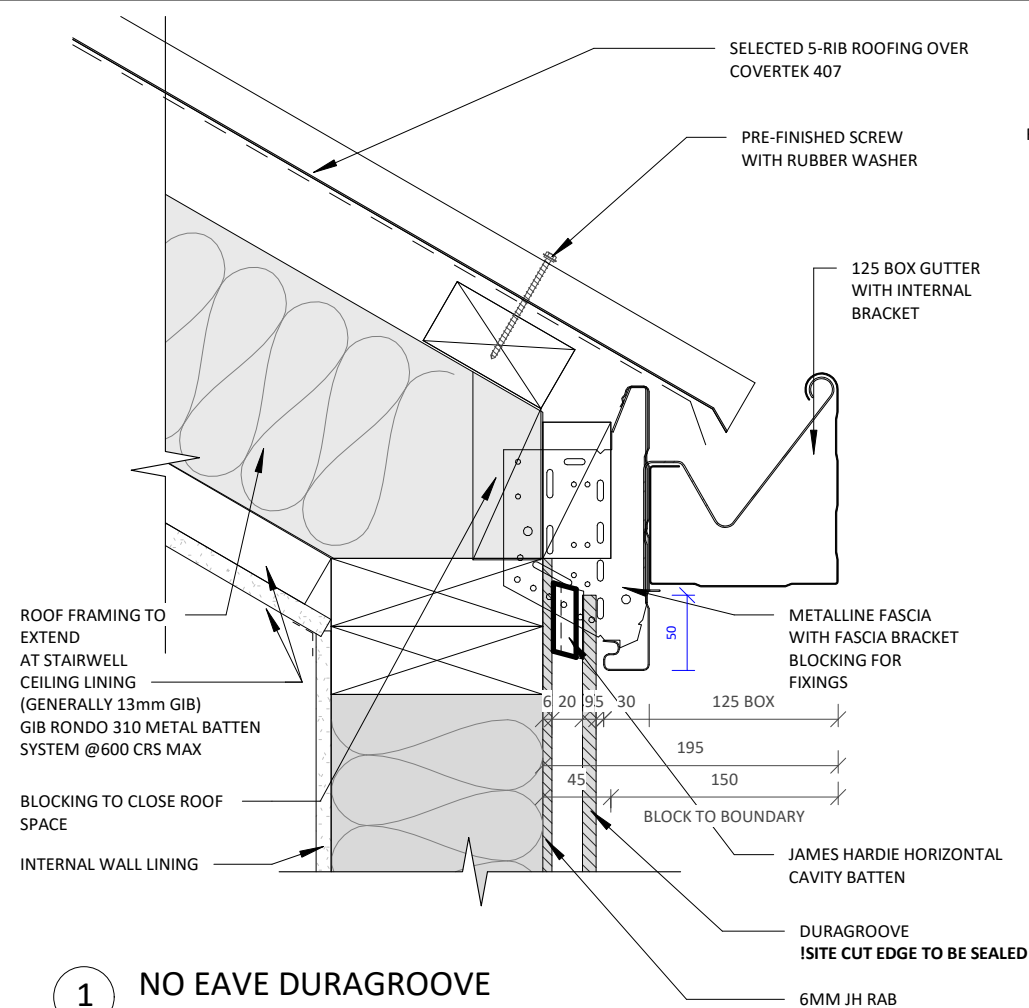 SELECTED 5-RIB ROOFING OVER
COVERTEK 407
PRE-FINISHED SCREW
WITH RUBBER WASHER
125 BOX GUTTER
WITH INTERNAL
BRACKET
ROOF FRAMING TO
EXTEND
AT STAIRWELL
CEILING LINING
(GENERALLY 13mm GIB)
GIB RONDO 310 METAL BATTEN
SYSTEM @600 CRS MAX
BLOCKING TO CLOSE ROOF
SPACE
INTERNAL WALL LINING
50
METALLINE FASCIA
WITH FASCIA BRACKET
BLOCKING FOR
FIXINGS
6 20 9 5 30 125 BOX
195
45 150
BLOCK TO BOUNDARY
JAMES HARDIE HORIZONTAL
CAVITY BATTEN
DURAGROOVE
!SITE CUT EDGE TO BE SEALED
6MM JH RAB
1 NO EAVE DURAGROOVE